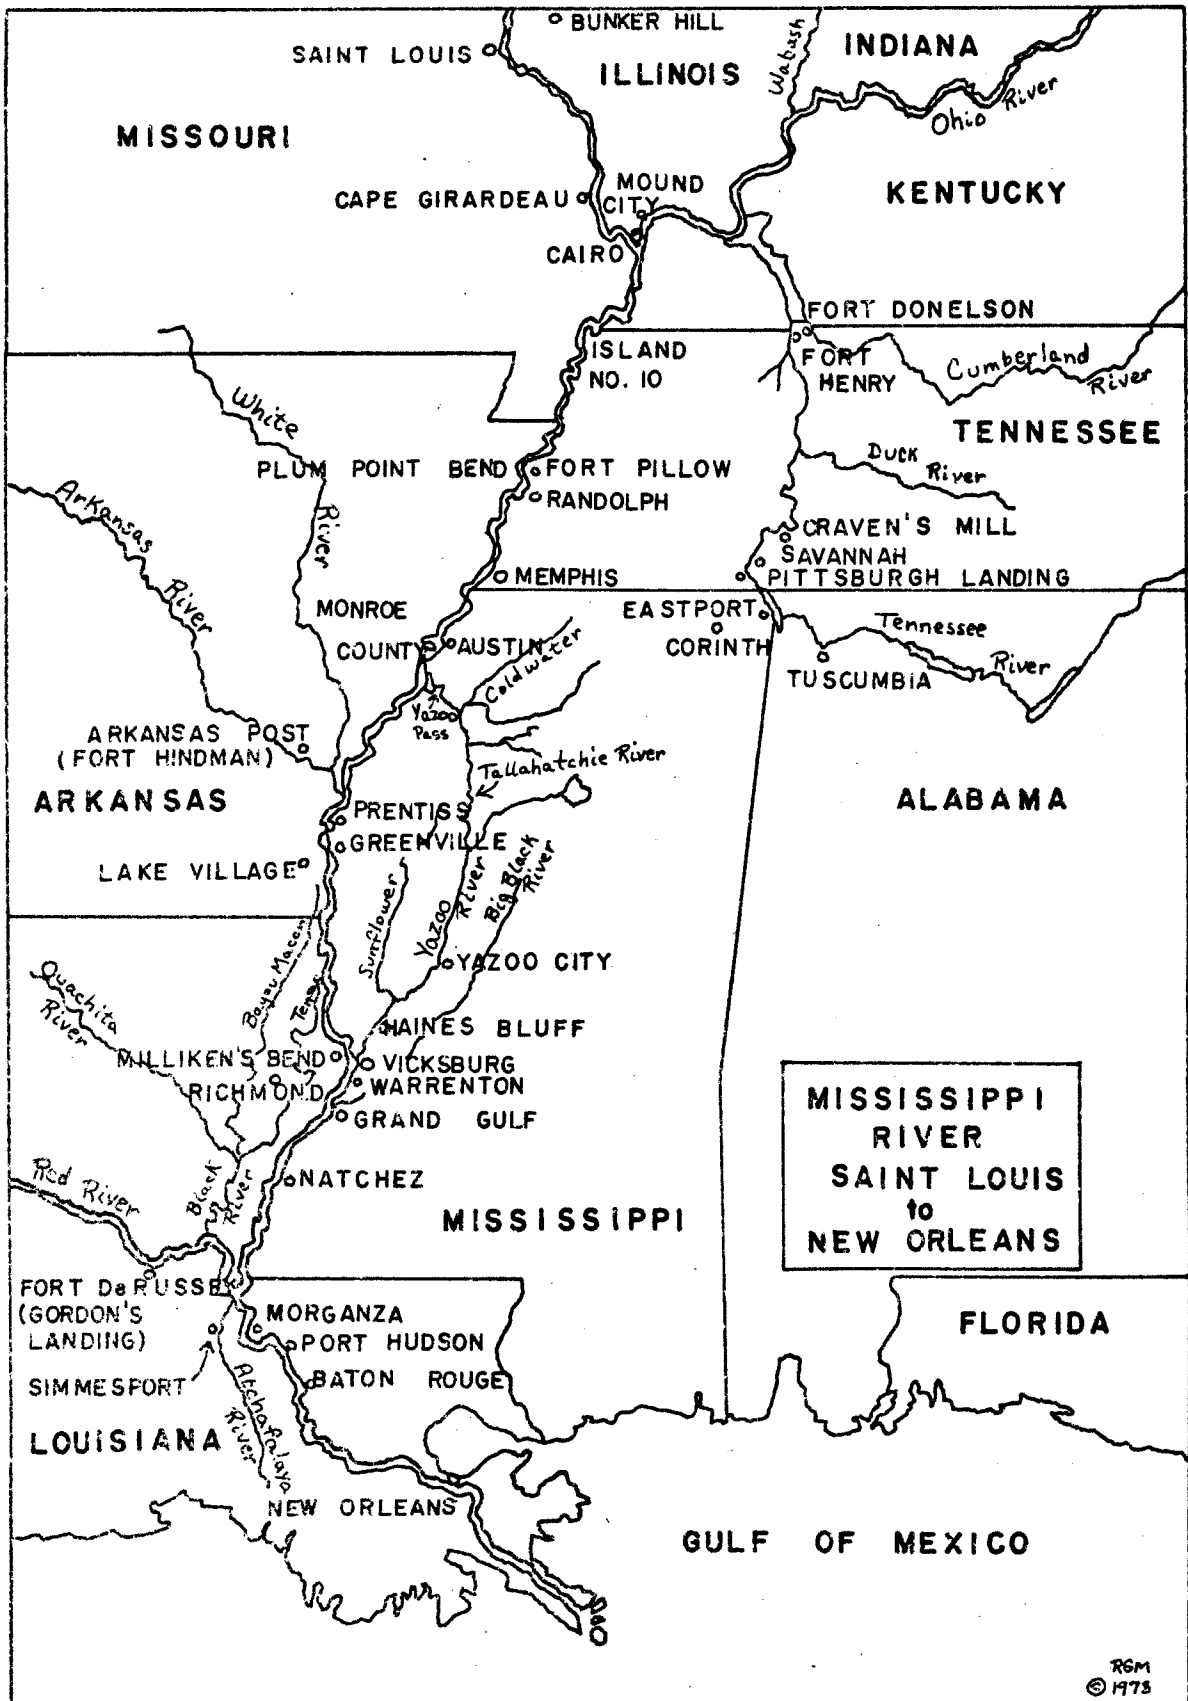 BUNKER HILL
SAINT LOUIS
ILLINOIS
Wabash
INDIANA
Ohio River
MISSOURI
CAPE GIRARDEAU
MOUND
CITY
KENTUCKY
CAIRO
FORT DONELSON
ISLAND
NO. 10
FORT
HENRY
Cumberland
River
White
River
TENNESSEE
PLUM POINT BEND
FORT PILLOW
Duck
River
RANDOLPH
Arkansas
River
CRAVEN'S MILL
SAVANNAH
MEMPHIS
PITTSBURGH LANDING
MONROE
COUNTY
EASTPORT
CORINTH
Tennessee
River
AUSTIN
Coldwater
TUSCUMBIA
Yazoo
Pass
ARKANSAS POST
(FORT HINDMAN)
Tallahatchie River
ARKANSAS
ALABAMA
PRENTISS
GREENVILLE
LAKE VILLAGE
Sunflower
Yazoo
River
Big Black
River
Bayou Macon
Tensas
YAZOO CITY
Ouachita
River
HAINES BLUFF
MILLIKEN'S BEND
VICKSBURG
RICHMOND
WARRENTON
GRAND GULF
MISSISSIPPI
RIVER
SAINT LOUIS
to
NEW ORLEANS
Red River
Black
River
NATCHEZ
MISSISSIPPI
FORT DeRUSSEY
(GORDON'S
LANDING)
MORGANZA
PORT HUDSON
FLORIDA
SIMMESPORT
BATON ROUGE
LOUISIANA
Atchafalaya
River
NEW ORLEANS
GULF OF MEXICO
RGM
© 1973